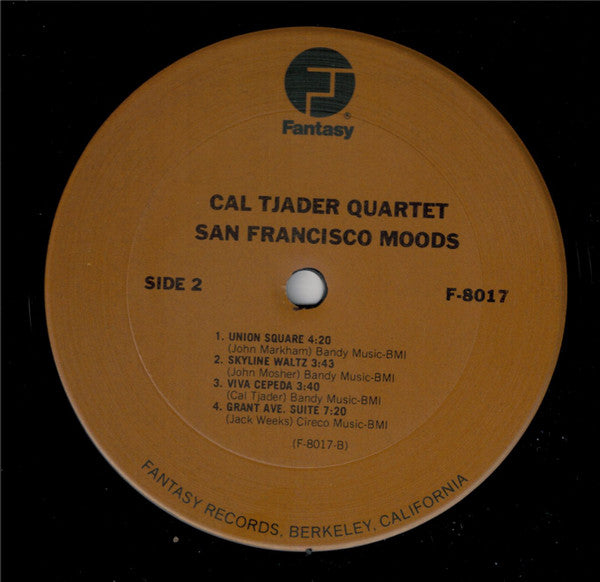 ®
Fantasy
CAL TJADER QUARTET
SAN FRANCISCO MOODS
SIDE 2
F-8017
1. UNION SQUARE 4:20
(John Markham) Bandy Music-BMI
2. SKYLINE WALTZ 3:43
(John Mosher) Bandy Music-BMI
3. VIVA CEPEDA 3:40
(Cal Tjader) Bandy Music-BMI
4. GRANT AVE. SUITE 7:20
(Jack Weeks) Cireco Music-BMI
(F-8017-B)
FANTASY RECORDS, BERKELEY, CALIFORNIA